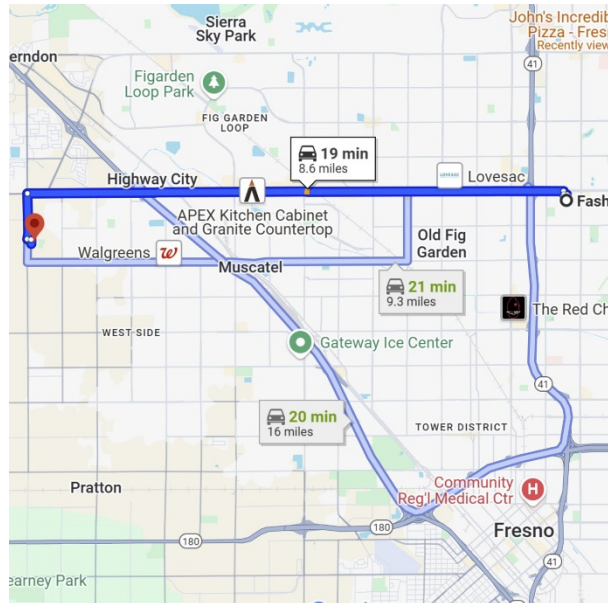 Sierra
Sky Park
John's Incredib
Pizza - Fresn
Recently view
41
erndon
Figarden
Loop Park
FIG GARDEN
LOOP
19 min
8.6 miles
Highway City
LOVESAC
Lovesac
Fash
APEX Kitchen Cabinet
and Granite Countertop
Old Fig
Garden
Walgreens
Muscatel
21 min
9.3 miles
The Red Ch
WEST SIDE
Gateway Ice Center
41
20 min
16 miles
TOWER DISTRICT
Community
Reg'l Medical Ctr
H
Pratton
180
180
Fresno
earney Park
41